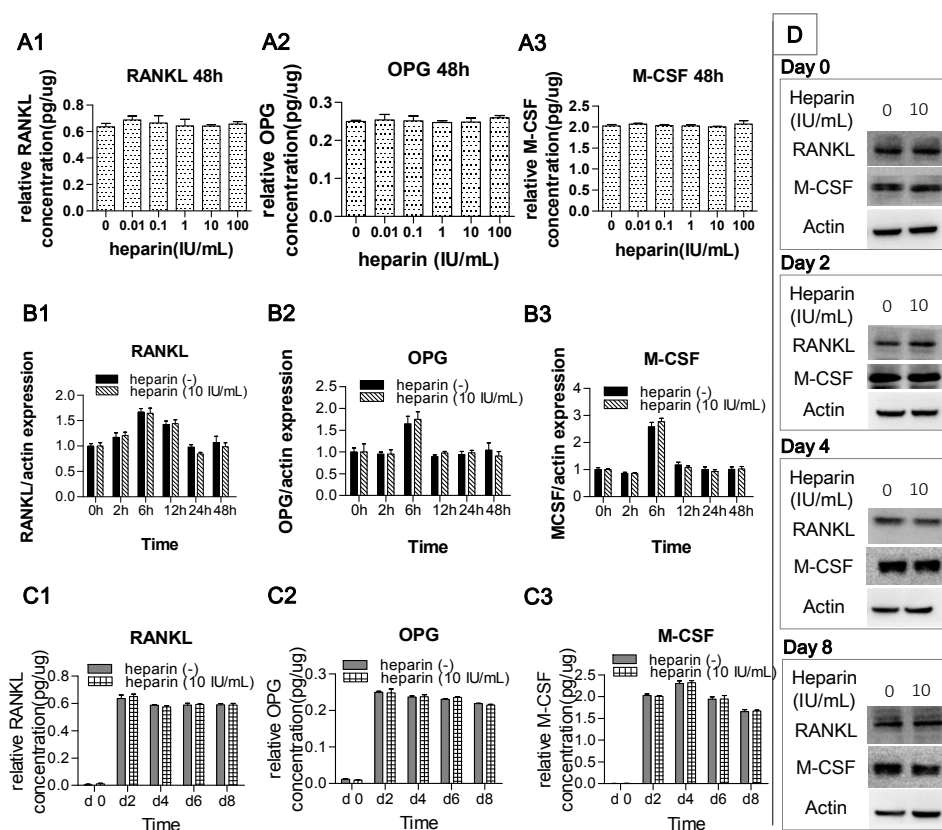 A1
RANKL 48h
relative RANKL
concentration(pg/ug)
0.8
0.6
0.4
0.2
0.0
0 0.01 0.1 1 10 100
heparin(IU/mL)
A2
OPG 48h
relative OPG
concentration(pg/ug)
0.3
0.2
0.1
0.0
0 0.01 0.1 1 10 100
heparin (IU/mL)
A3
M-CSF 48h
relative M-CSF
concentration(pg/ug)
2.5
2.0
1.5
1.0
0.5
0.0
0 0.01 0.1 1 10 100
heparin(IU/mL)
B1
RANKL
heparin (-)
heparin (10 IU/mL)
RANKL/actin expression
2.0
1.5
1.0
0.5
0.0
0h 2h 6h 12h 24h 48h
Time
B2
OPG
heparin (-)
heparin (10 IU/mL)
OPG/actin expression
2.5
2.0
1.5
1.0
0.5
0.0
0h 2h 6h 12h 24h 48h
Time
B3
M-CSF
heparin (-)
heparin (10 IU/mL)
MCSF/actin expression
4
3
2
1
0
0h 2h 6h 12h 24h 48h
Time
C1
RANKL
heparin (-)
heparin (10 IU/mL)
relative RANKL
concentration(pg/ug)
0.8
0.6
0.4
0.2
0.0
d 0 d2 d4 d6 d8
Time
C2
OPG
heparin (-)
heparin (10 IU/mL)
relative OPG
concentration(pg/ug)
0.3
0.2
0.1
0.0
d 0 d2 d4 d6 d8
Time
C3
M-CSF
heparin (-)
heparin (10 IU/mL)
relative M-CSF
concentration(pg/ug)
2.5
2.0
1.5
1.0
0.5
0.0
d 0 d2 d4 d6 d8
Time
D
Day 0
Heparin
(IU/mL)
0 10
RANKL
M-CSF
Actin
Day 2
Heparin
(IU/mL)
0 10
RANKL
M-CSF
Actin
Day 4
Heparin
(IU/mL)
0 10
RANKL
M-CSF
Actin
Day 8
Heparin
(IU/mL)
0 10
RANKL
M-CSF
Actin